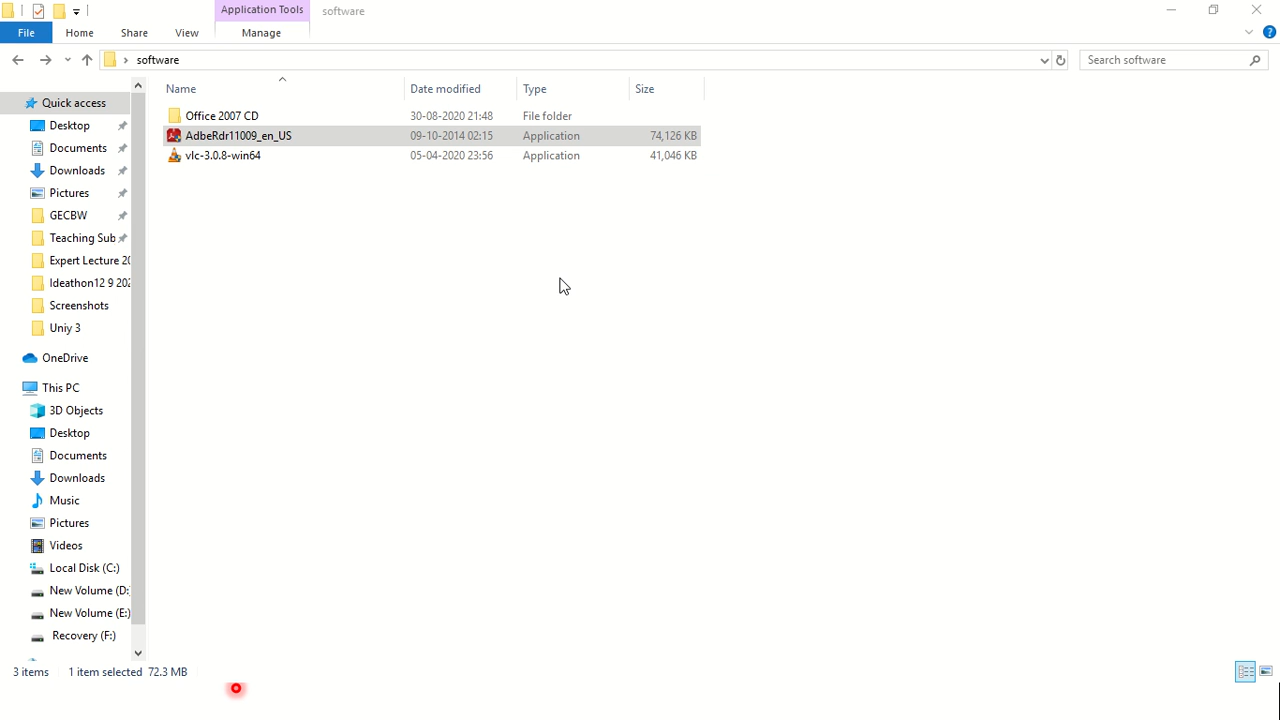 Application Tools software
File Home Share View Manage
software Search software
Name Date modified Type Size
Quick access
Office 2007 CD 30-08-2020 21:48 File folder
Desktop
AdbeRdr11009_en_US 09-10-2014 02:15 Application 74,126 KB
Documents
vlc-3.0.8-win64 05-04-2020 23:56 Application 41,046 KB
Downloads
Pictures
GECBW
Teaching Sub
Expert Lecture 20
Ideathon12 9 202
Screenshots
Uniy 3
OneDrive
This PC
3D Objects
Desktop
Documents
Downloads
Music
Pictures
Videos
Local Disk (C:)
New Volume (D:
New Volume (E:)
Recovery (F:)
3 items 1 item selected 72.3 MB